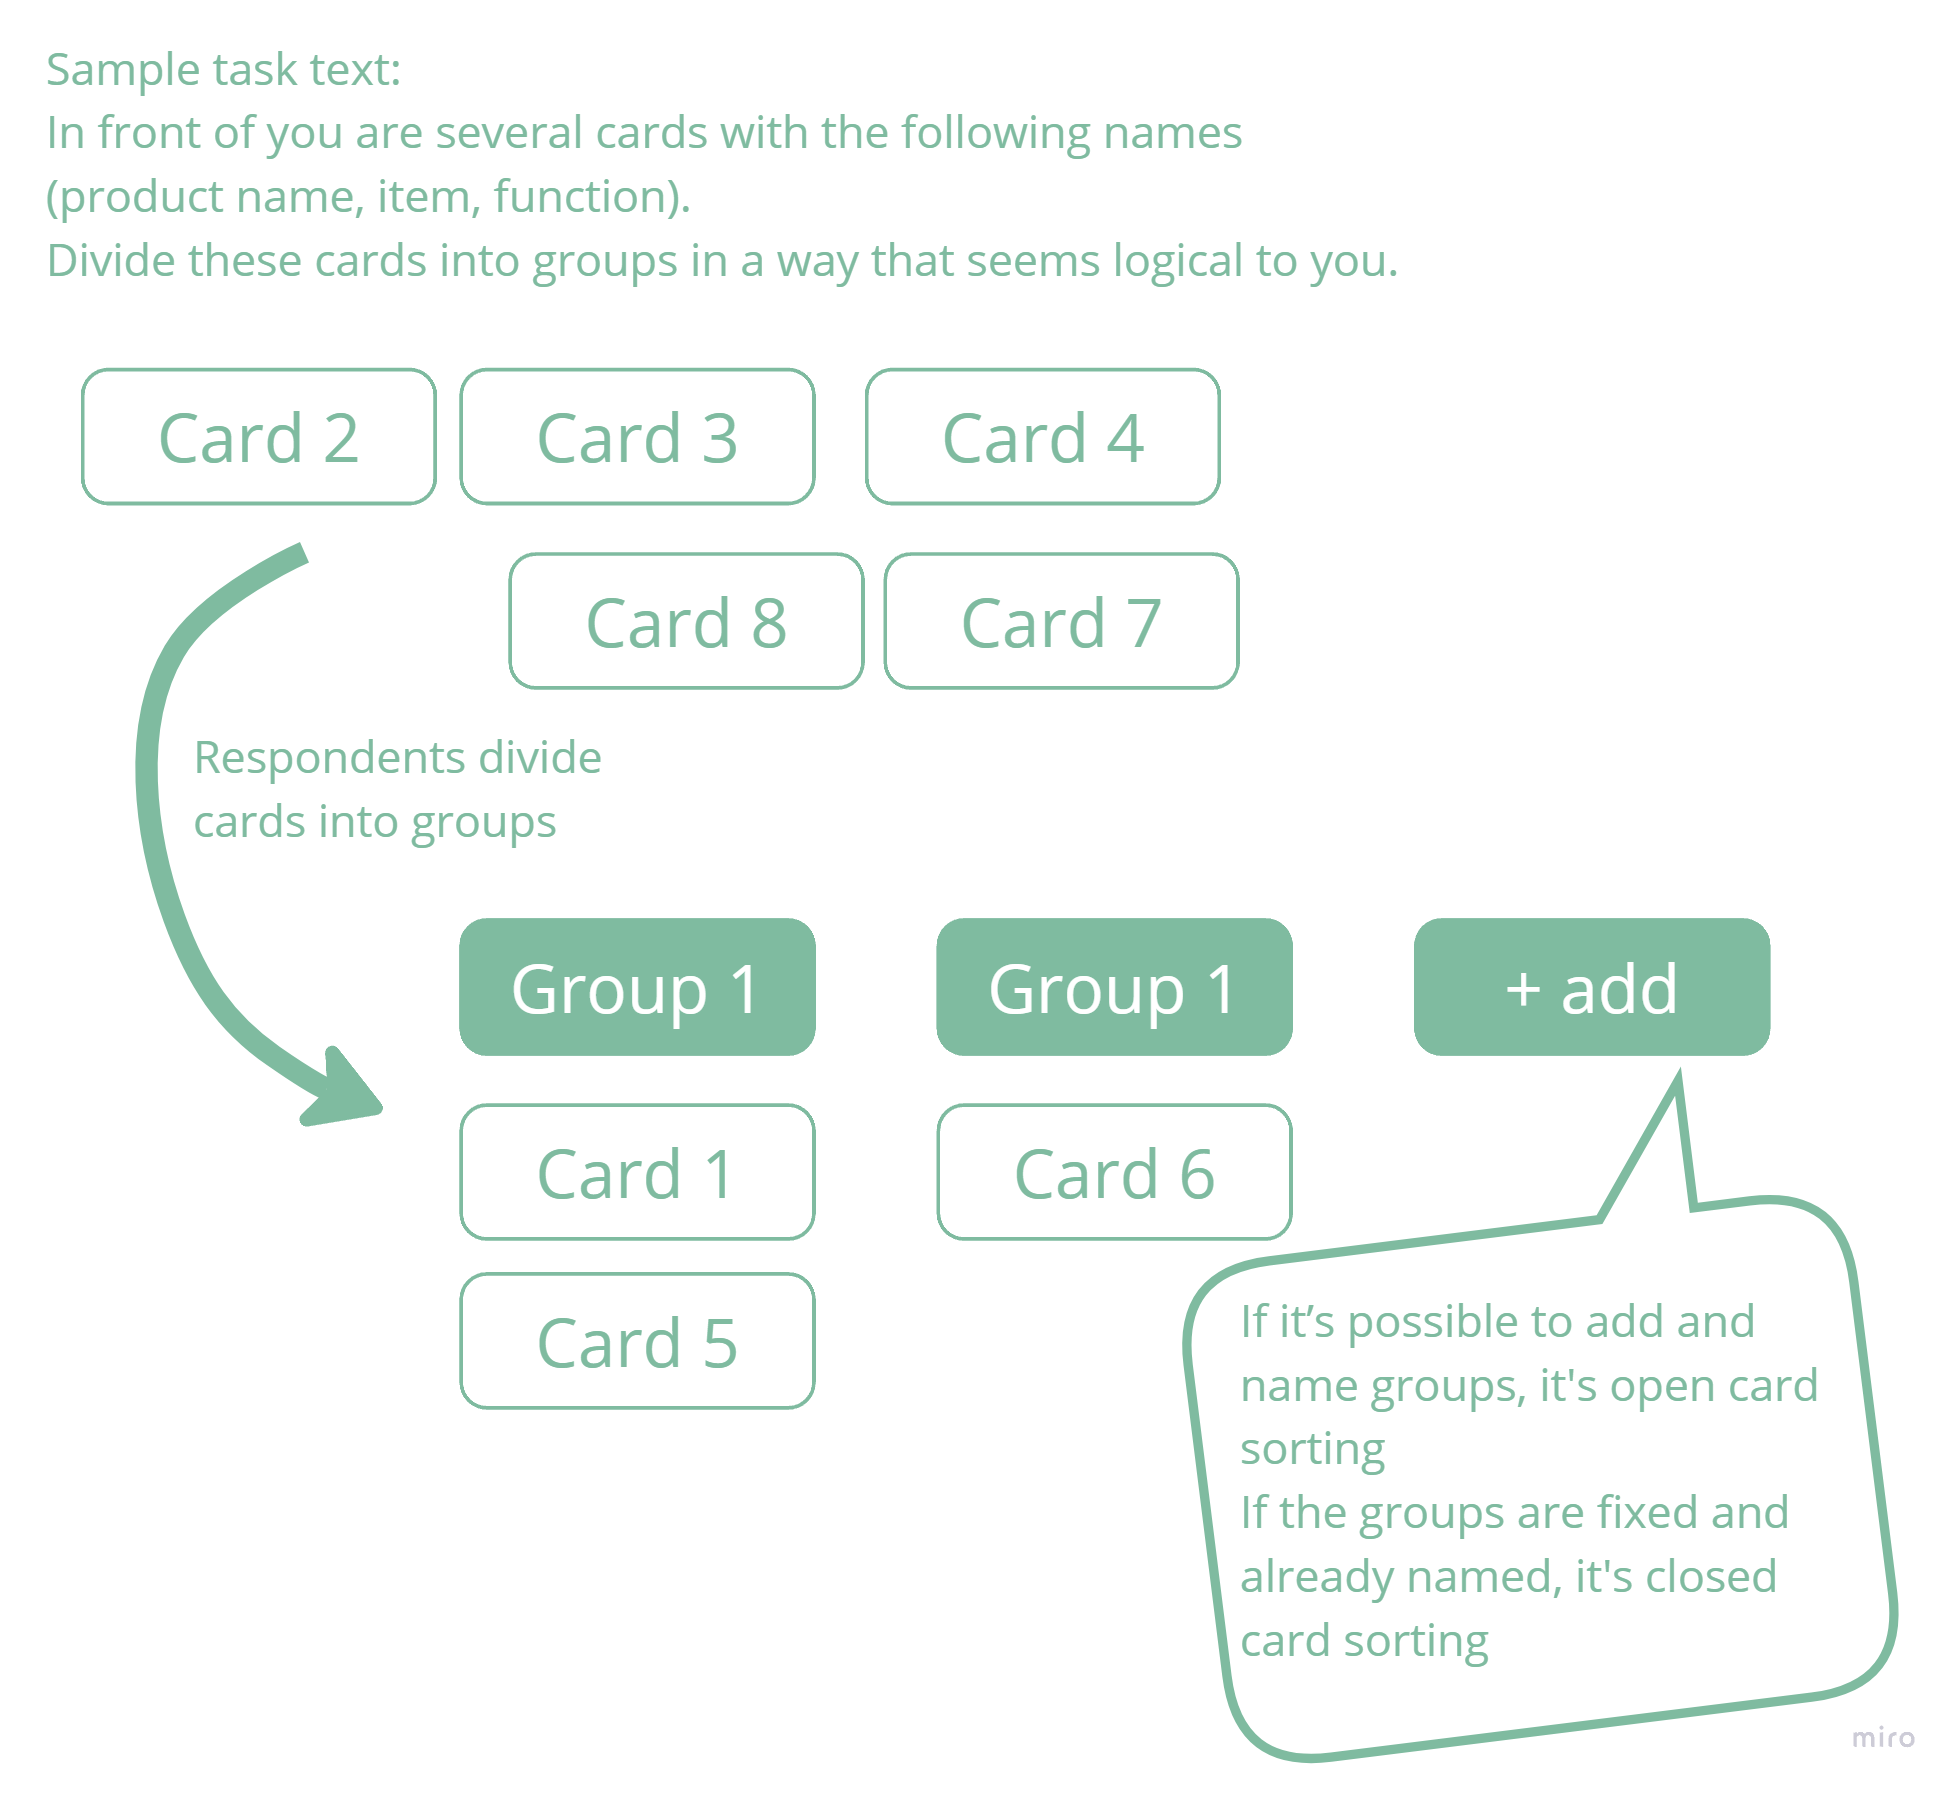 Sample task text:
In front of you are several cards with the following names
(product name, item, function).
Divide these cards into groups in a way that seems logical to you.
Card 2
Card 3
Card 4
Card 8
Card 7
Respondents divide
cards into groups
Group 1
Group 1
+ add
Card 1
Card 6
Card 5
If it’s possible to add and
name groups, it's open card
sorting
If the groups are fixed and
already named, it's closed
card sorting
miro